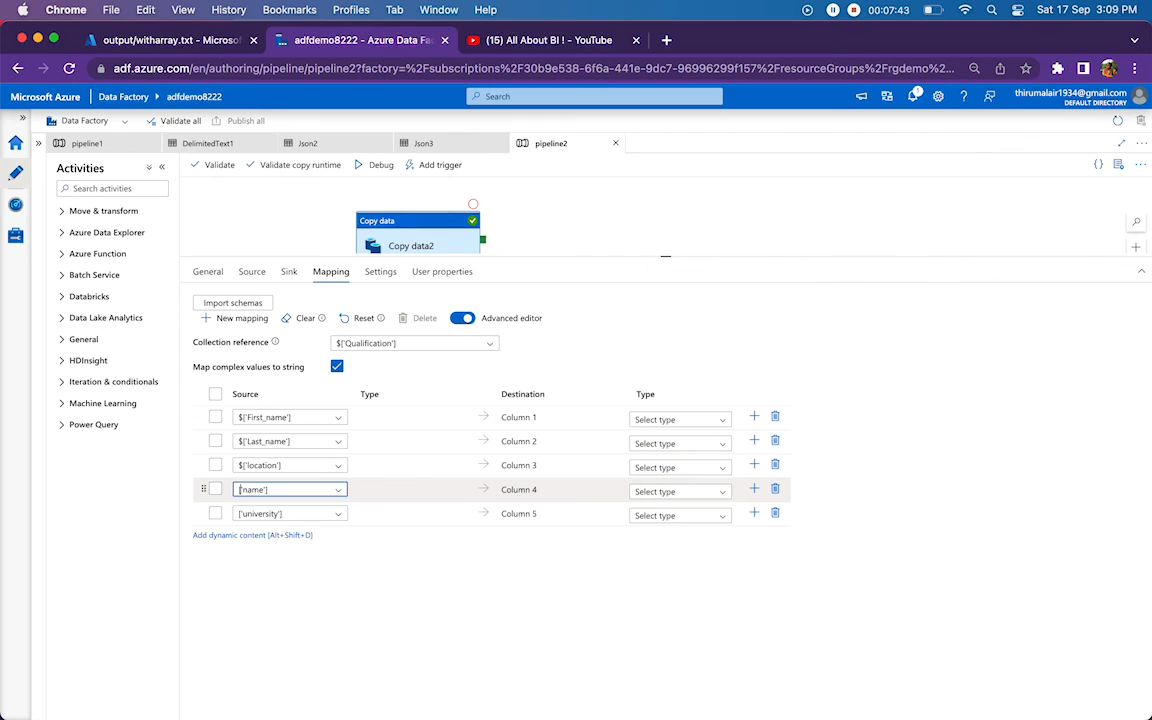 Chrome File Edit View History Bookmarks Profiles Tab Window Help 00:07:43 Sat 17 Sep 3:09 PM
output/witharray.txt - Microsof adfdemo8222 - Azure Data Fac (15) All About BI ! - YouTube
adf.azure.com/en/authoring/pipeline/pipeline2?factory=%2Fsubscriptions%2F30b9e538-6f6a-441e-9dc7-96996299f157%2FresourceGroups%2Frgdemo%2...
Microsoft Azure Data Factory adfdemo8222 Search 1 thirumalair1934@gmail.com
DEFAULT DIRECTORY
Data Factory Validate all Publish all
pipeline1 DelimitedText1 Json2 Json3 pipeline2
Activities
Validate Validate copy runtime Debug Add trigger
Search activities
Move & transform
Azure Data Explorer
Azure Function
Batch Service
Databricks
Data Lake Analytics
General
HDInsight
Iteration & conditionals
Machine Learning
Power Query
Copy data
Copy data2
General Source Sink Mapping Settings User properties
Import schemas
New mapping Clear Reset Delete Advanced editor
Collection reference $['Qualification']
Map complex values to string
Source Type Destination Type
$['First_name'] Column 1 Select type
$['Last_name'] Column 2 Select type
$['location'] Column 3 Select type
['name'] Column 4 Select type
['university'] Column 5 Select type
Add dynamic content [Alt+Shift+D]